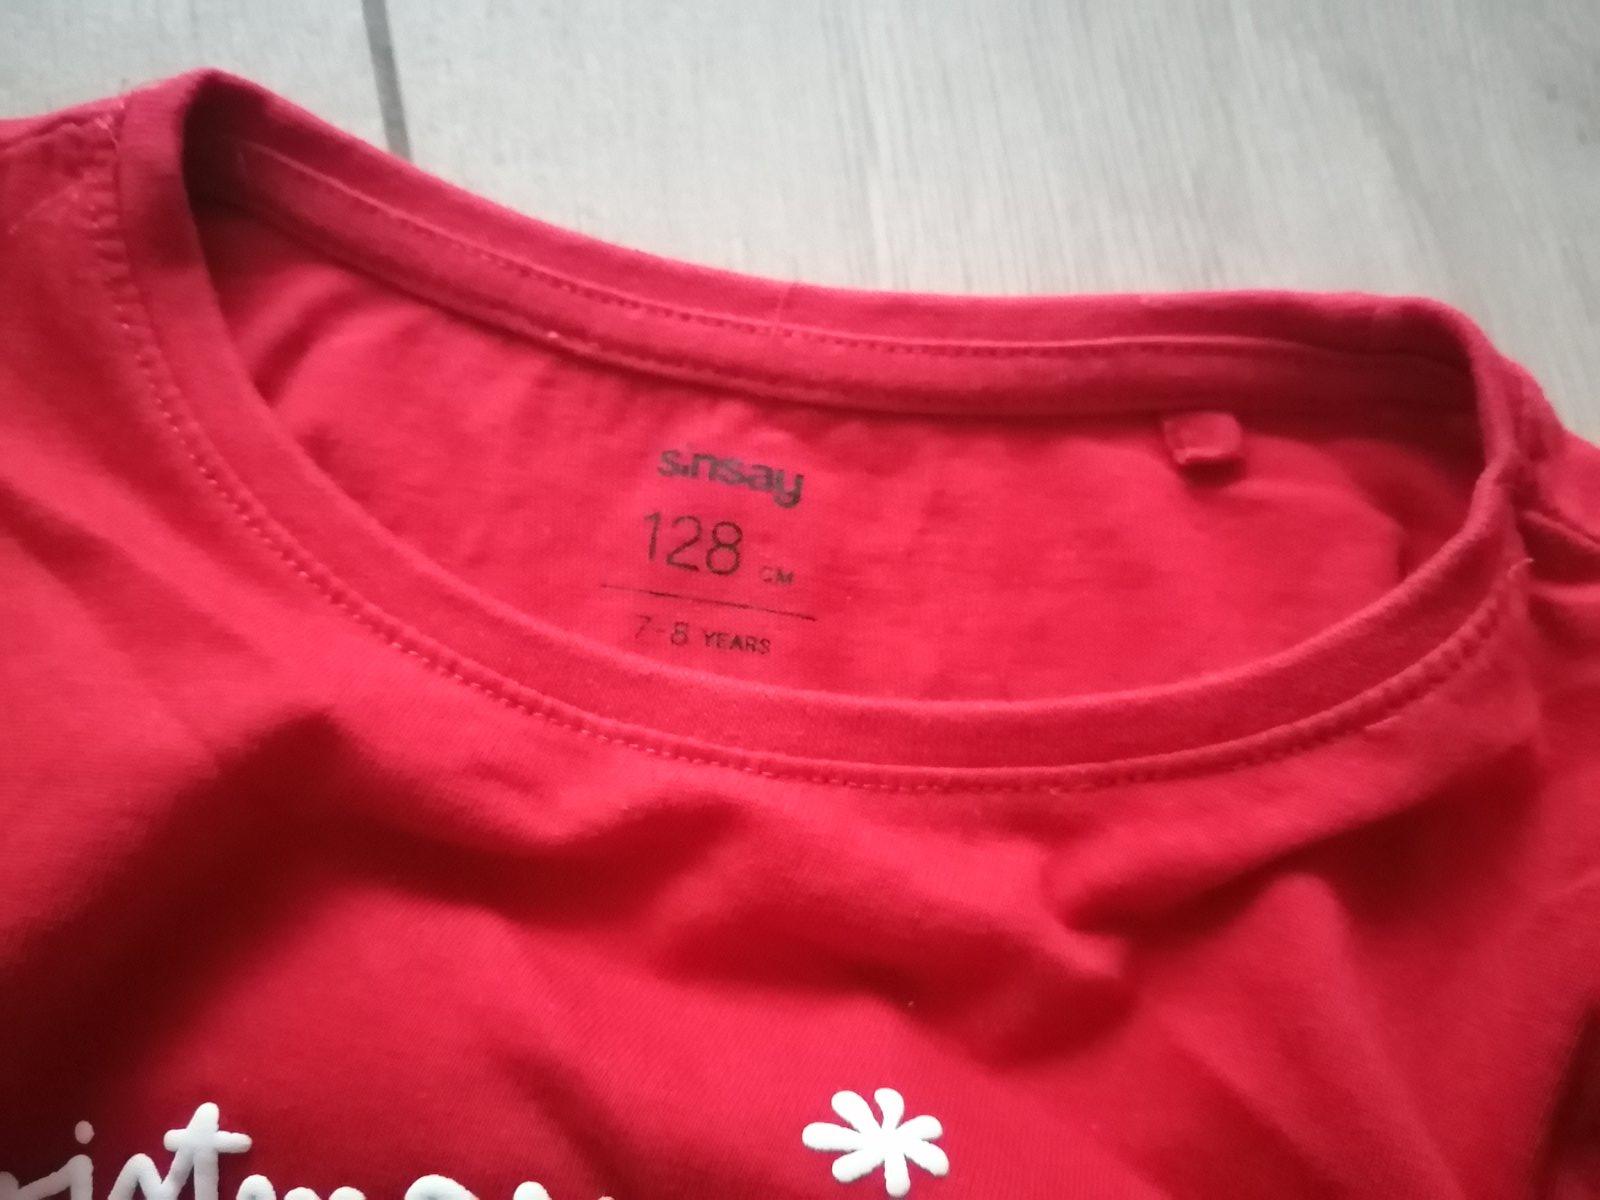 sinsay
128 CM
7-8 YEARS